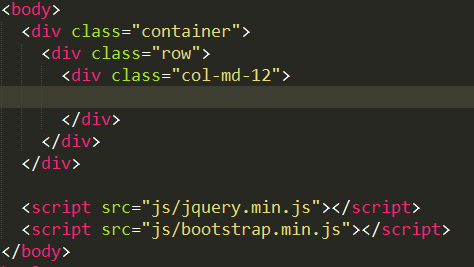 <body>
<div class="container">
<div class="row">
<div class="col-md-12">
</div>
</div>
</div>
<script src="js/jquery.min.js"></script>
<script src="js/bootstrap.min.js"></script>
</body>